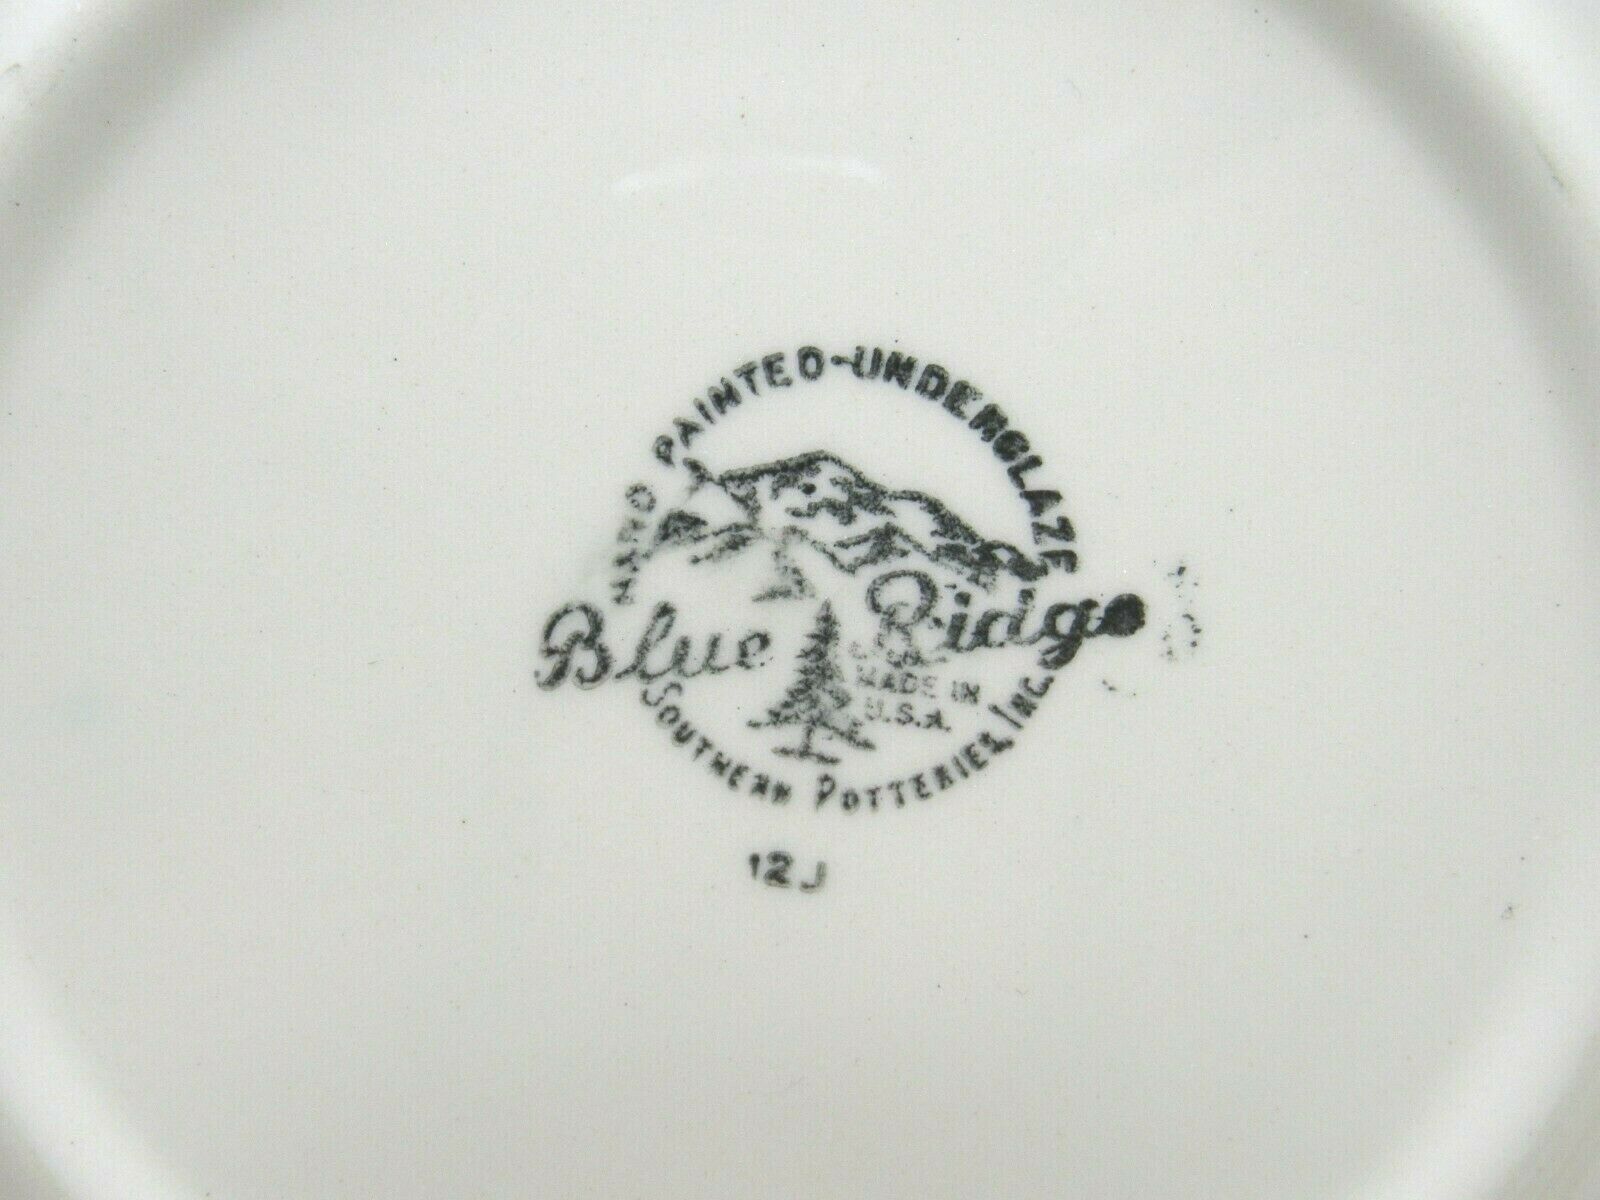 HAND PAINTED-UNDERGLAZE
Blue Ridge
MADE IN
U.S.A.
SOUTHERN POTTERIES, INC.
12J